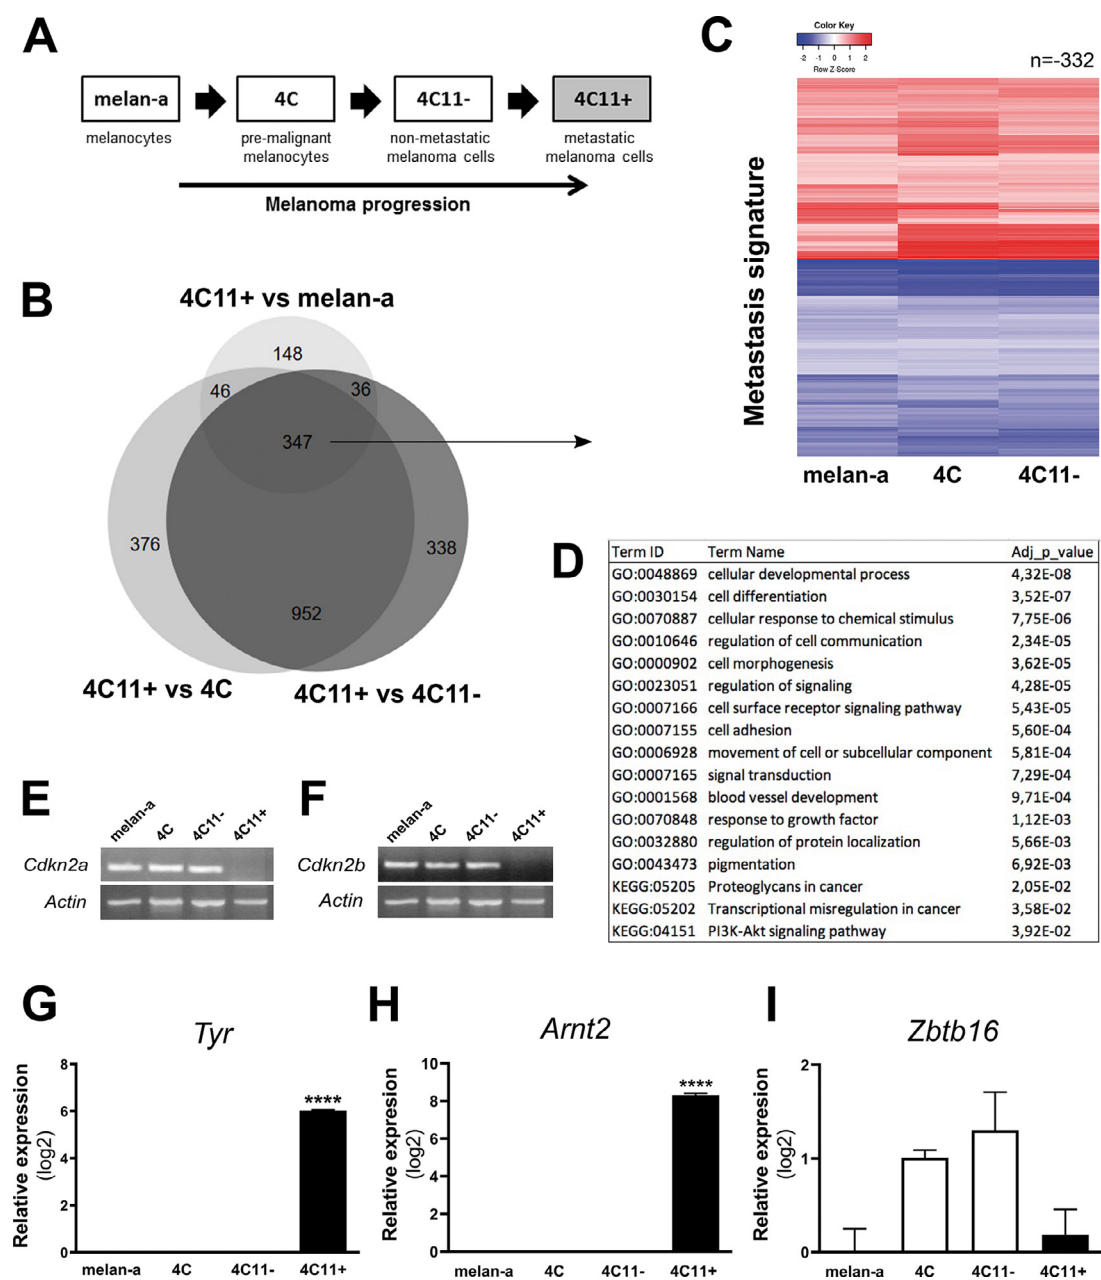 A
melan-a
4C
4C11-
4C11+
melanocytes
pre-malignant
melanocytes
non-metastatic
melanoma cells
metastatic
melanoma cells
Melanoma progression
B
4C11+ vs melan-a
148
46
36
347
376
338
952
4C11+ vs 4C
4C11+ vs 4C11-
C
Color Key
-2 -1 0 1 2
Row Z-Score
n=-332
Metastasis signature
melan-a 4C 4C11-
D
Term ID Term Name Adj_p_value
GO:0048869 cellular developmental process 4,32E-08
GO:0030154 cell differentiation 3,52E-07
GO:0070887 cellular response to chemical stimulus 7,75E-06
GO:0010646 regulation of cell communication 2,34E-05
GO:0000902 cell morphogenesis 3,62E-05
GO:0023051 regulation of signaling 4,28E-05
GO:0007166 cell surface receptor signaling pathway 5,43E-05
GO:0007155 cell adhesion 5,60E-04
GO:0006928 movement of cell or subcellular component 5,81E-04
GO:0007165 signal transduction 7,29E-04
GO:0001568 blood vessel development 9,71E-04
GO:0070848 response to growth factor 1,12E-03
GO:0032880 regulation of protein localization 5,66E-03
GO:0043473 pigmentation 6,92E-03
KEGG:05205 Proteoglycans in cancer 2,05E-02
KEGG:05202 Transcriptional misregulation in cancer 3,58E-02
KEGG:04151 PI3K-Akt signaling pathway 3,92E-02
E
melan-a 4C 4C11- 4C11+
Cdkn2a
Actin
F
melan-a 4C 4C11- 4C11+
Cdkn2b
Actin
G
Tyr
Relative expression
(log2)
8
6
4
2
0
****
melan-a 4C 4C11- 4C11+
H
Arnt2
Relative expression
(log2)
10
8
6
4
2
0
****
melan-a 4C 4C11- 4C11+
I
Zbtb16
Relative expression
(log2)
2
1
0
melan-a 4C 4C11- 4C11+